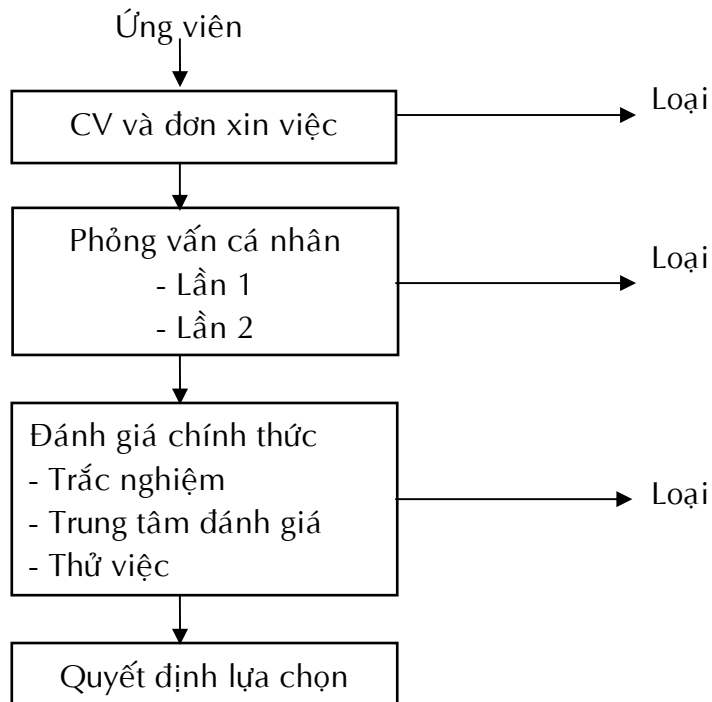 Ứng viên
CV và đơn xin việc
Loại
Phỏng vấn cá nhân
- Lần 1
- Lần 2
Loại
Đánh giá chính thức
- Trắc nghiệm
- Trung tâm đánh giá
- Thử việc
Loại
Quyết định lựa chọn